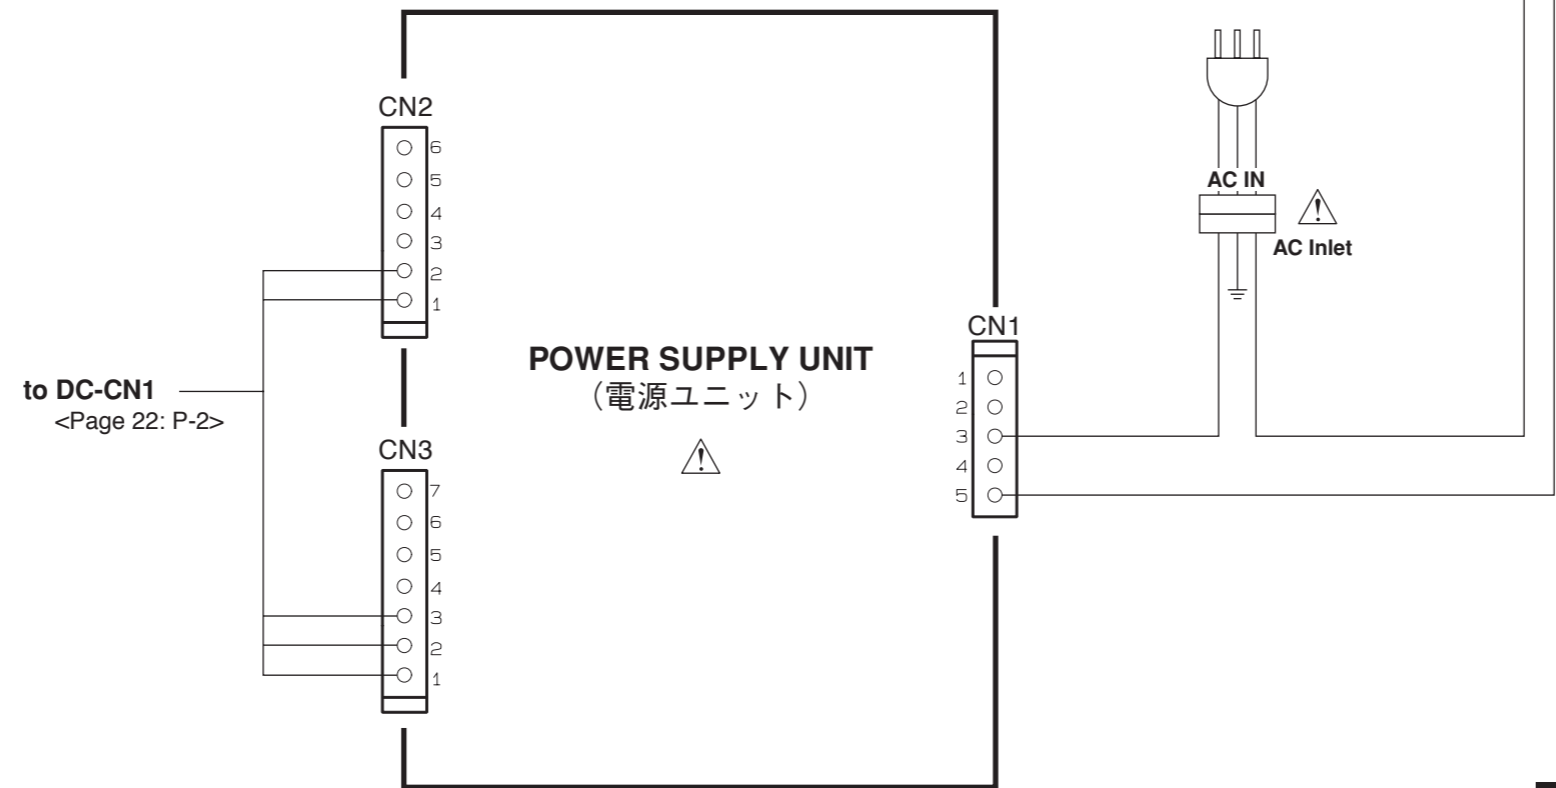 CN2
6
5
4
3
2
1
to DC-CN1
<Page 22: P-2>
CN3
7
6
5
4
3
2
1
POWER SUPPLY UNIT
（電源ユニット）
CN1
1
2
3
4
5
AC IN
AC Inlet